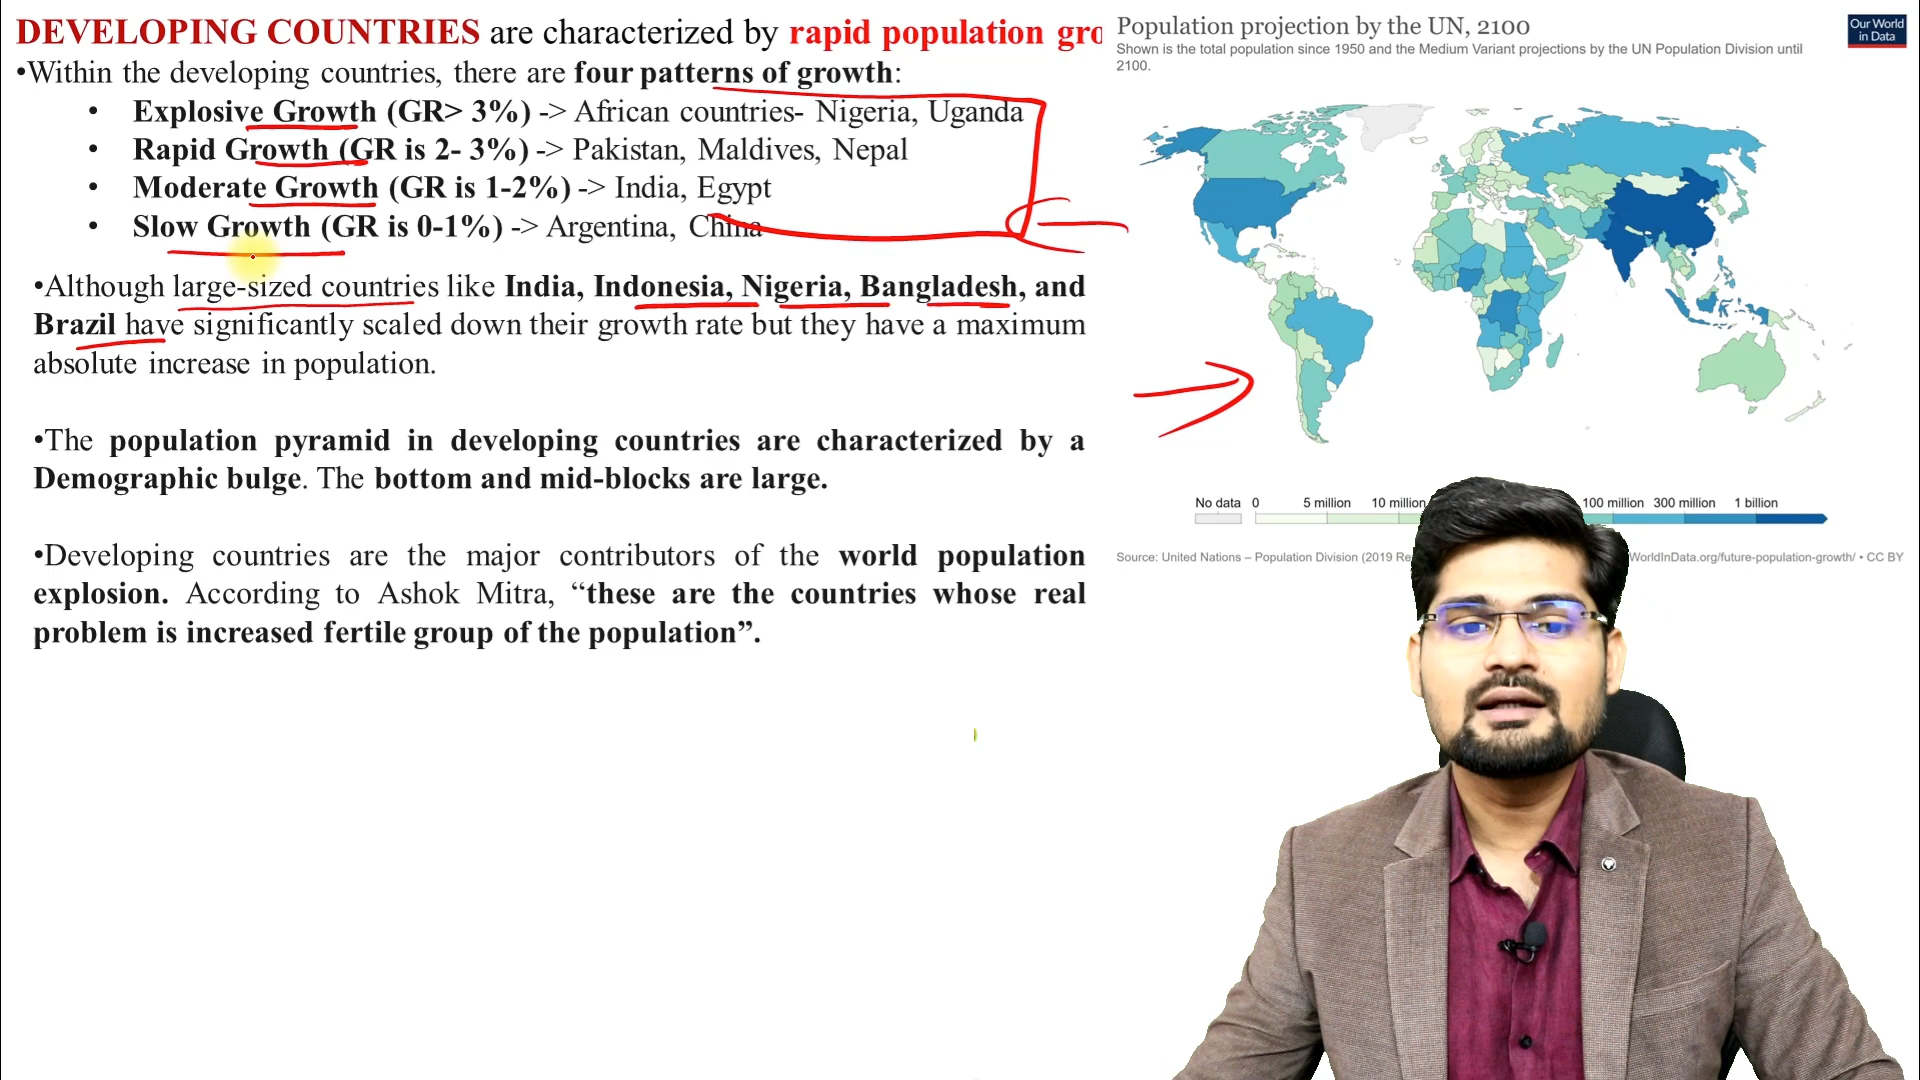 DEVELOPING COUNTRIES are characterized by rapid population gro
•Within the developing countries, there are four patterns of growth:
• Explosive Growth (GR> 3%) -> African countries- Nigeria, Uganda
• Rapid Growth (GR is 2- 3%) -> Pakistan, Maldives, Nepal
• Moderate Growth (GR is 1-2%) -> India, Egypt
• Slow Growth (GR is 0-1%) -> Argentina, China
•Although large-sized countries like India, Indonesia, Nigeria, Bangladesh, and
Brazil have significantly scaled down their growth rate but they have a maximum
absolute increase in population.
•The population pyramid in developing countries are characterized by a
Demographic bulge. The bottom and mid-blocks are large.
•Developing countries are the major contributors of the world population
explosion. According to Ashok Mitra, “these are the countries whose real
problem is increased fertile group of the population”.
Population projection by the UN, 2100
Shown is the total population since 1950 and the Medium Variant projections by the UN Population Division until
2100.
Our World
in Data
No data 0 5 million 10 million 100 million 300 million 1 billion
Source: United Nations – Population Division (2019 Re WorldInData.org/future-population-growth/ • CC BY